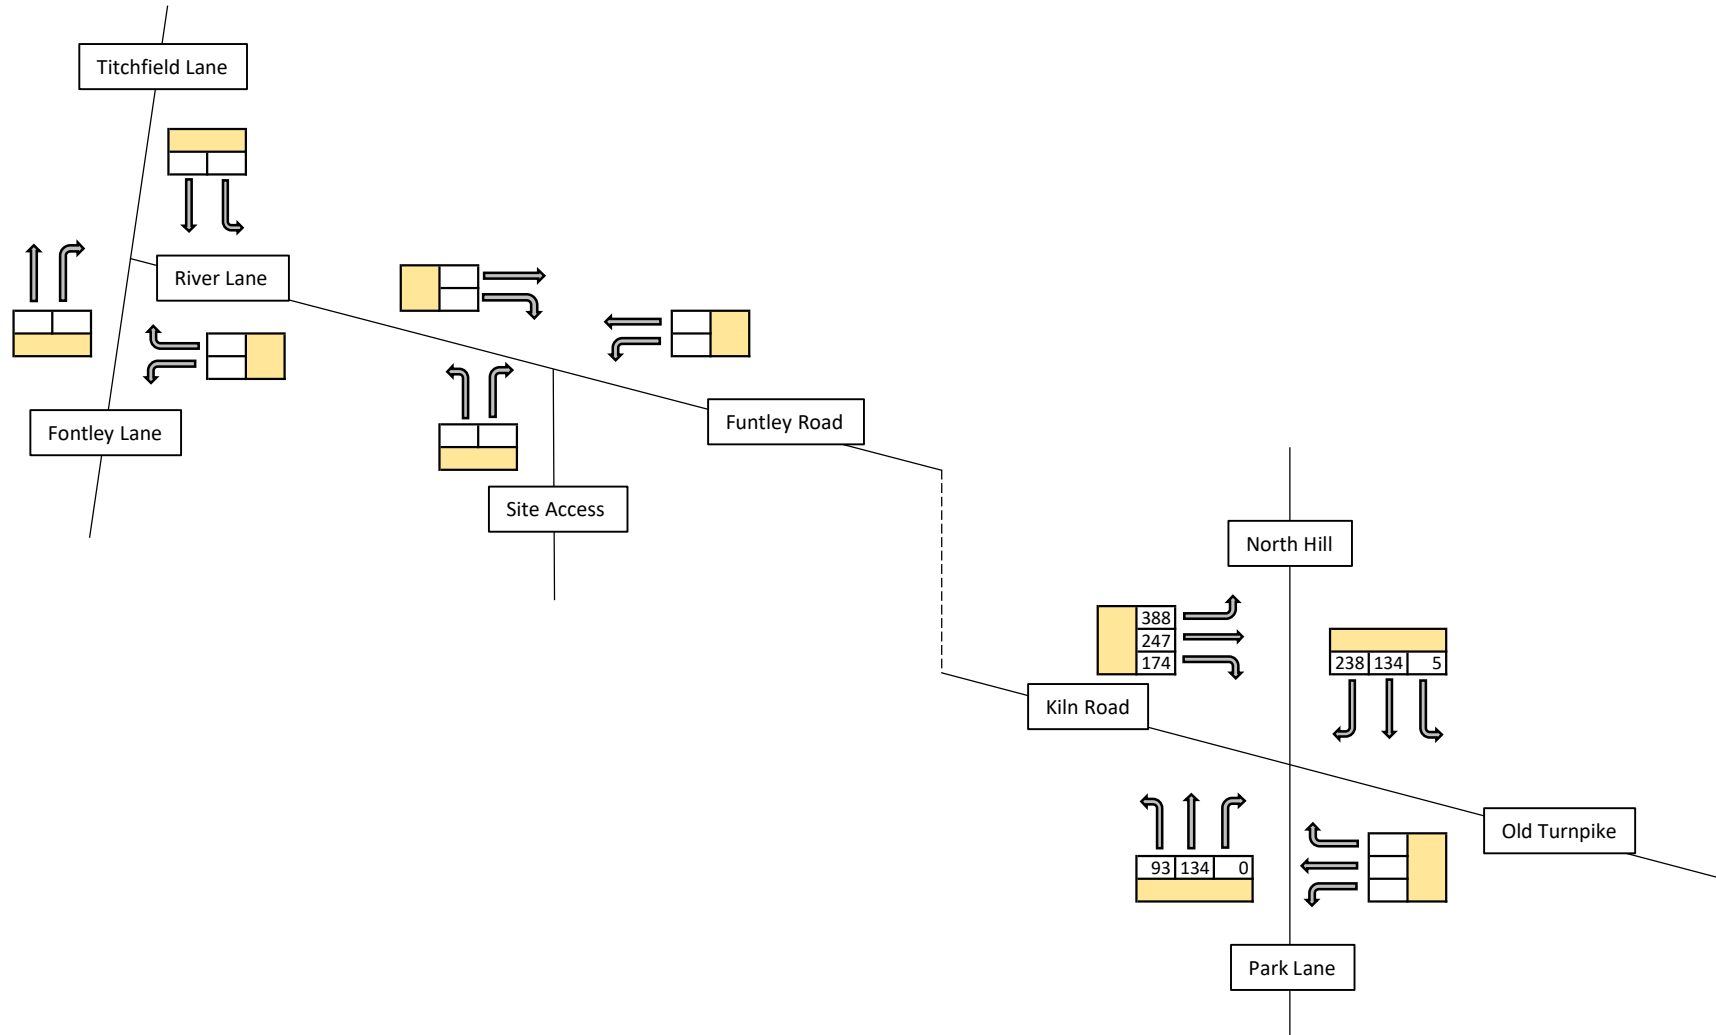 Titchfield Lane
River Lane
Fontley Lane
Funtley Road
Site Access
North Hill
388
247
174
238 134 5
Kiln Road
Old Turnpike
93 134 0
Park Lane